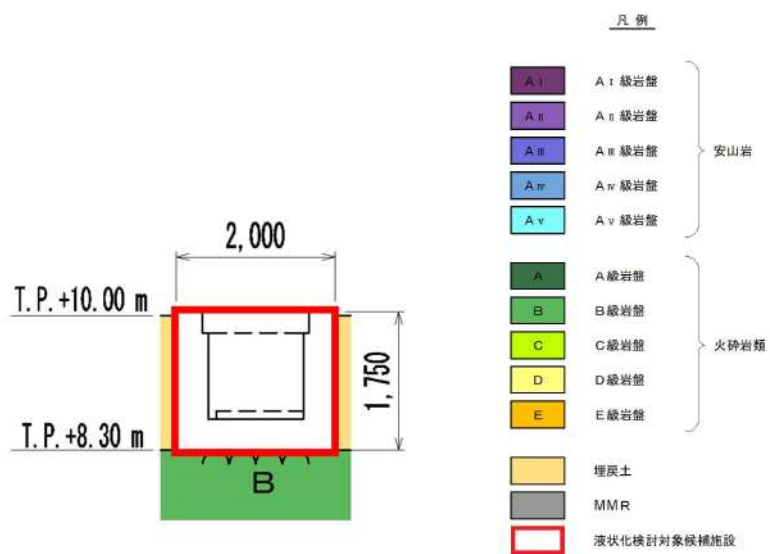 凡例
AⅠ AⅠ級岩盤
AⅡ AⅡ級岩盤
AⅢ AⅢ級岩盤
AⅣ AⅣ級岩盤
AⅤ AⅤ級岩盤
安山岩
A A級岩盤
B B級岩盤
C C級岩盤
D D級岩盤
E E級岩盤
火砕岩類
埋戻土
MMR
液状化検討対象候補施設
2,000
T.P.+10.00 m
1,750
T.P.+8.30 m
B